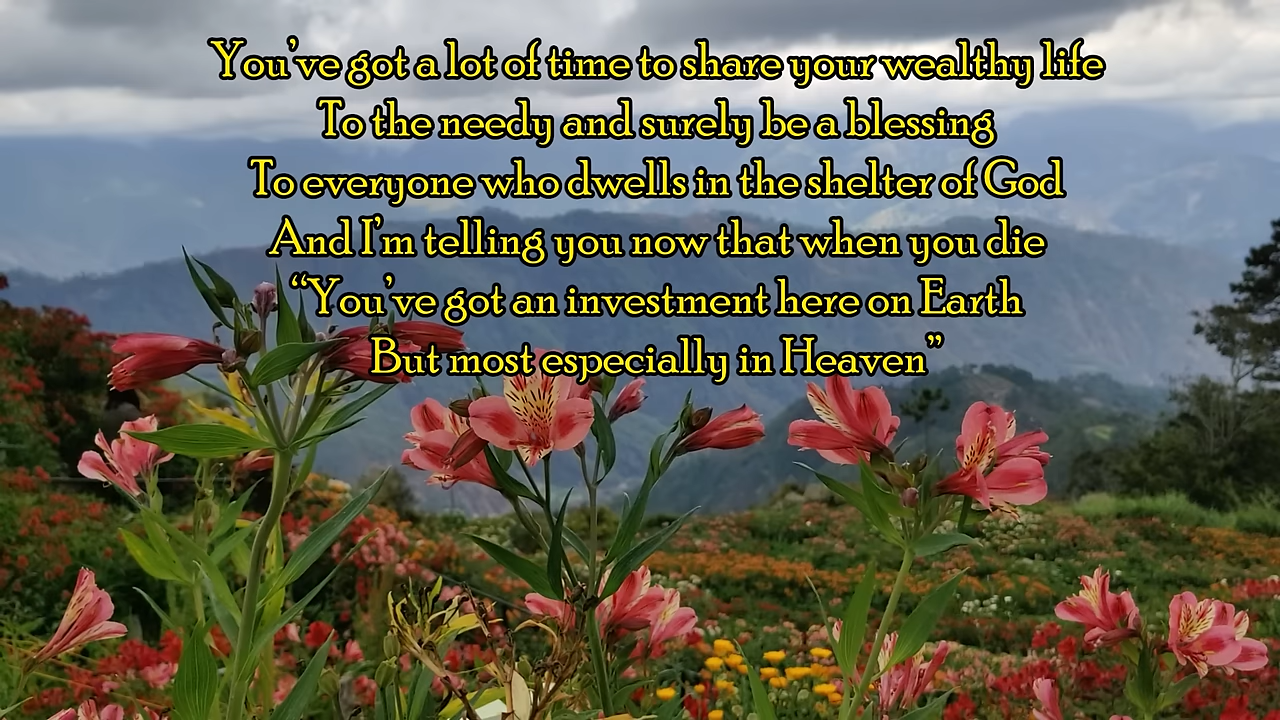 You’ve got a lot of time to share your wealthy life
To the needy and surely be a blessing
To everyone who dwells in the shelter of God
And I’m telling you now that when you die
“You’ve got an investment here on Earth
But most especially in Heaven”